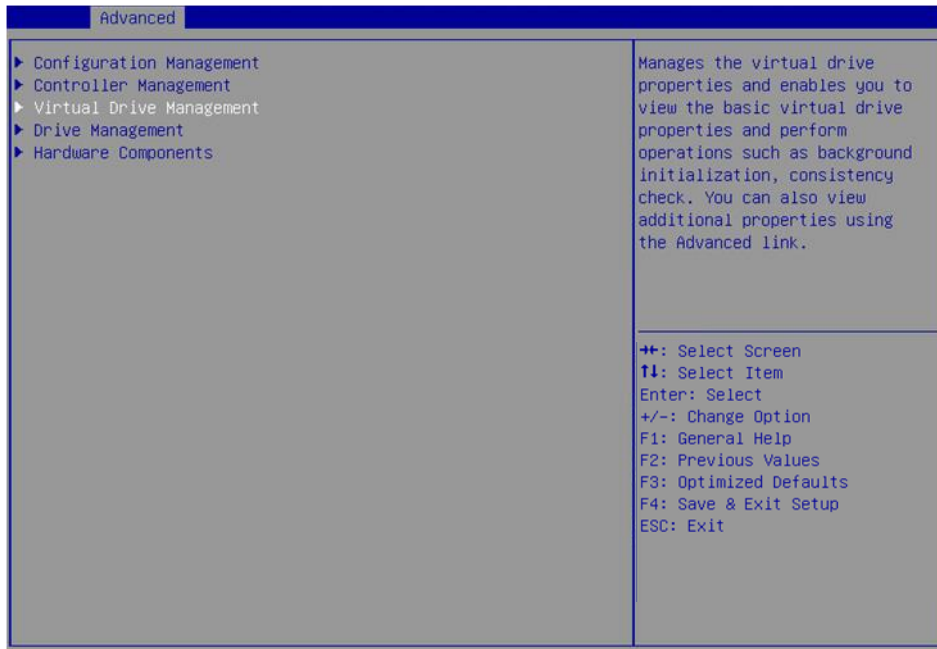 Advanced
Configuration Management
Controller Management
Virtual Drive Management
Drive Management
Hardware Components
Manages the virtual drive
properties and enables you to
view the basic virtual drive
properties and perform
operations such as background
initialization, consistency
check. You can also view
additional properties using
the Advanced link.
→←: Select Screen
↑↓: Select Item
Enter: Select
+/-: Change Option
F1: General Help
F2: Previous Values
F3: Optimized Defaults
F4: Save & Exit Setup
ESC: Exit